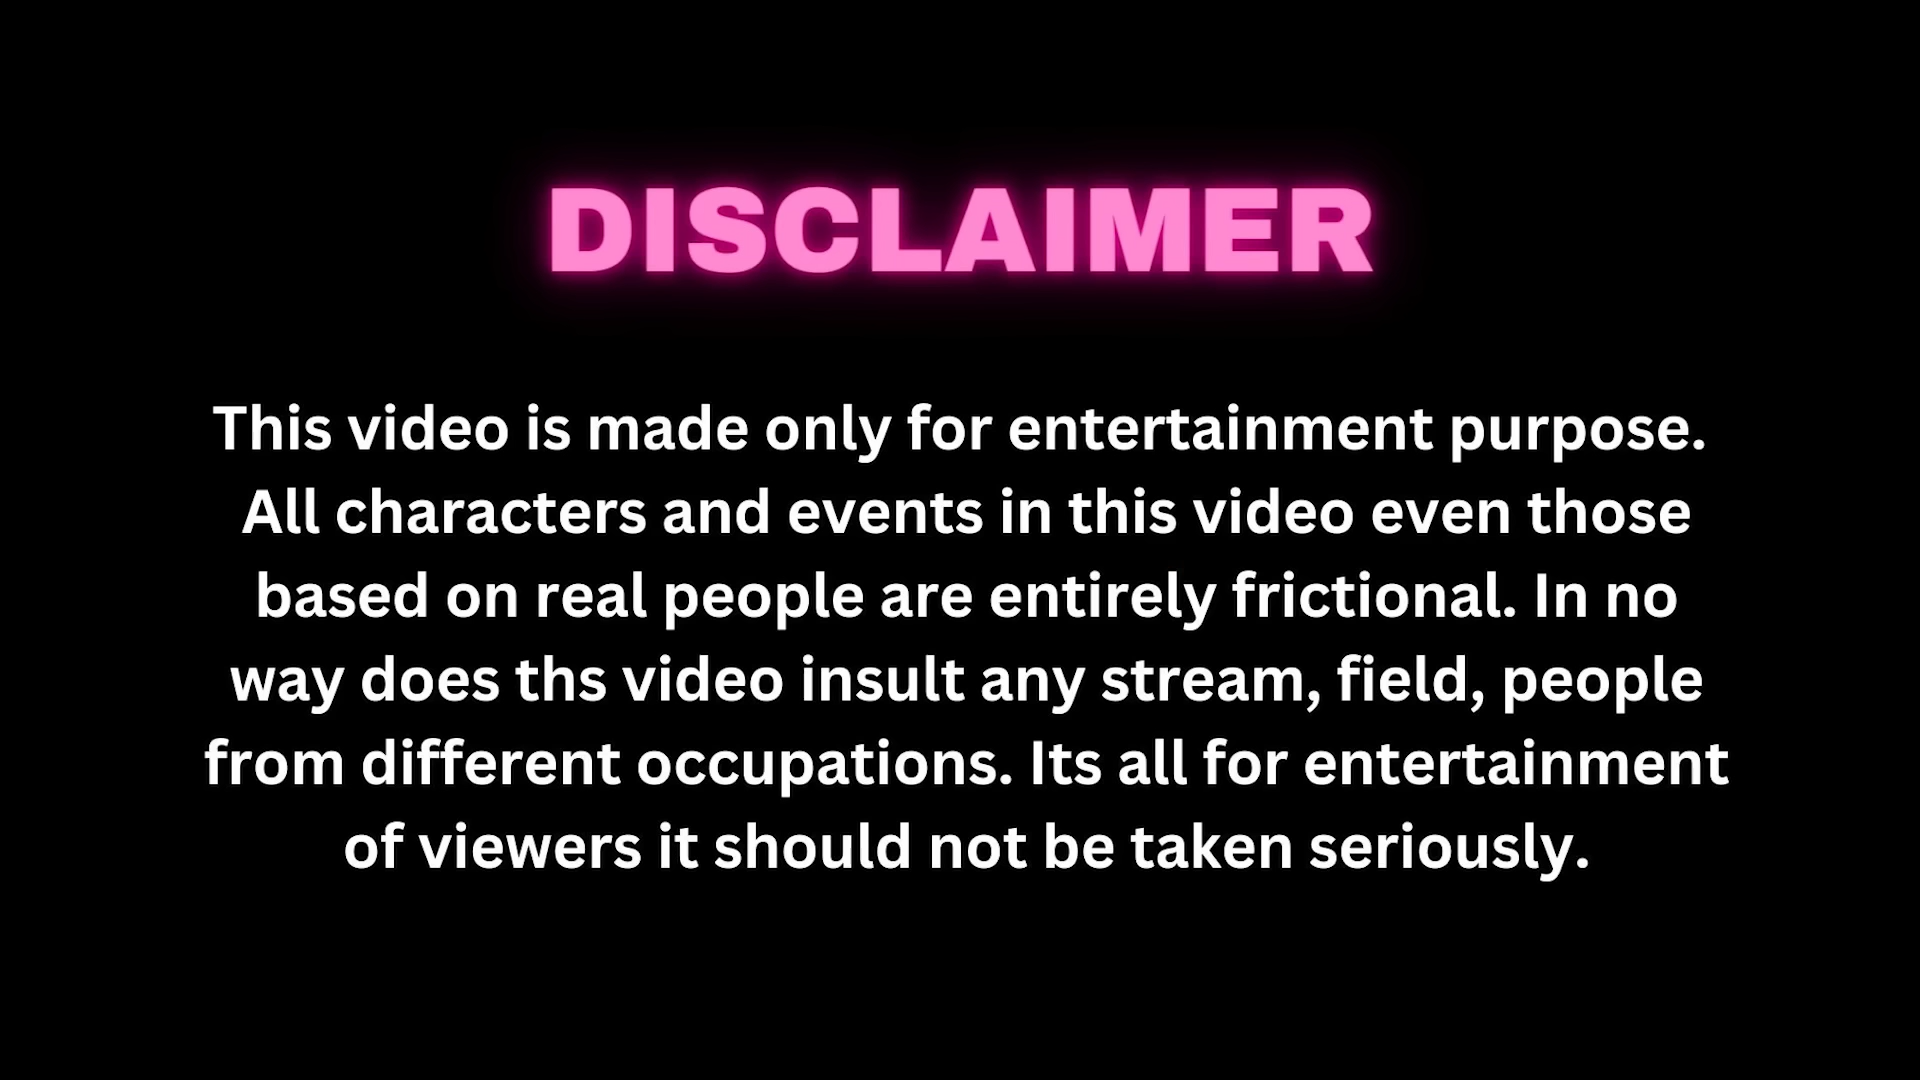 DISCLAIMER
This video is made only for entertainment purpose.
All characters and events in this video even those
based on real people are entirely frictional. In no
way does ths video insult any stream, field, people
from different occupations. Its all for entertainment
of viewers it should not be taken seriously.